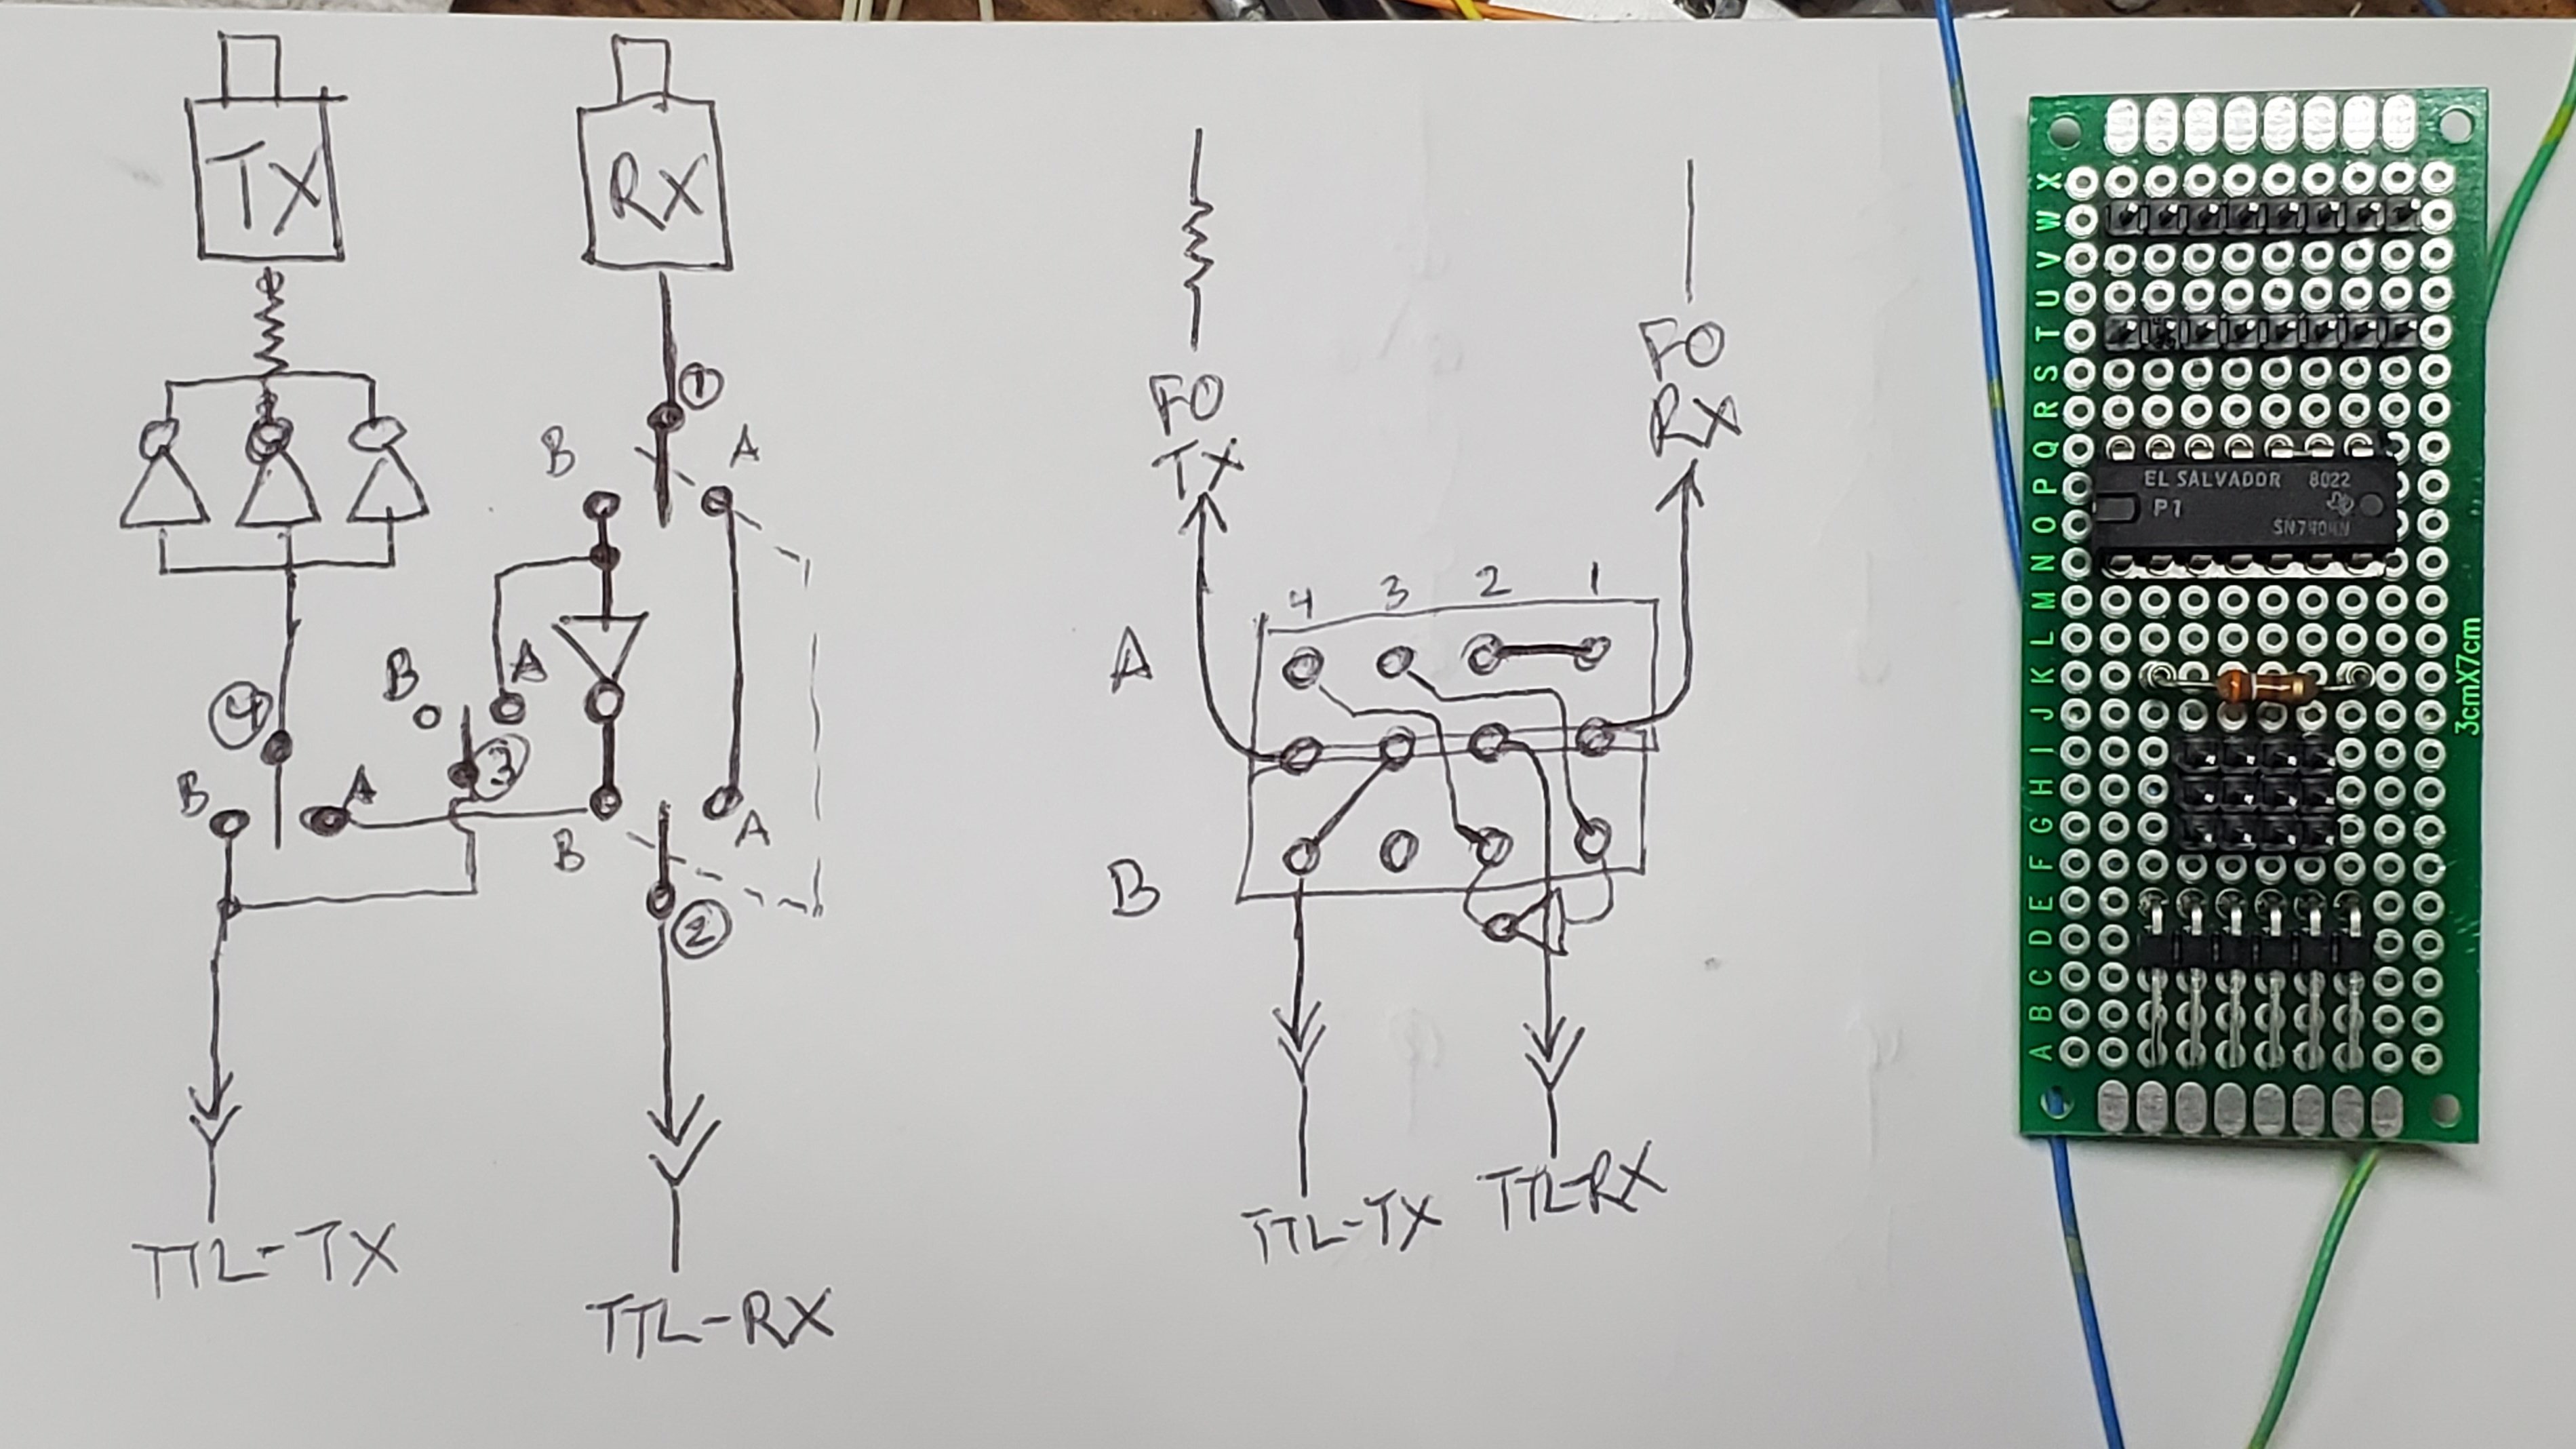 TX
RX
①
B
A
B
A
④
③
B
A
B
A
②
TTL-TX
TTL-RX
FO
TX
FO
RX
4 3 2 1
A
B
TTL-TX
TTL-RX
X
W
V
U
T
S
R
Q
P
O
N
M
L
K
J
I
H
G
F
E
D
C
B
A
EL SALVADOR 8022
P1
SN7404N
3cmX7cm